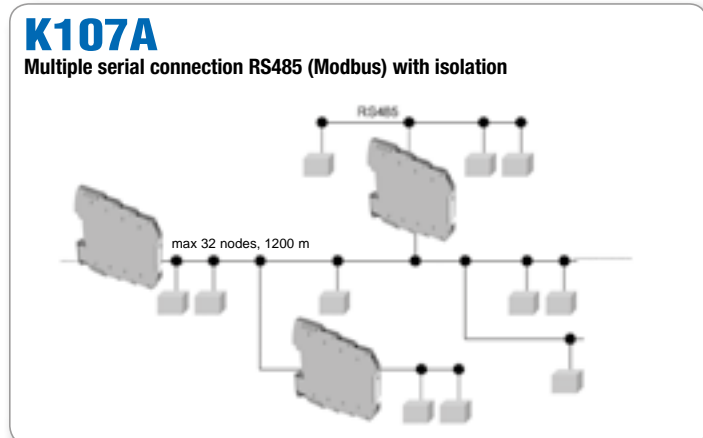 K107A
Multiple serial connection RS485 (Modbus) with isolation
RS485
max 32 nodes, 1200 m